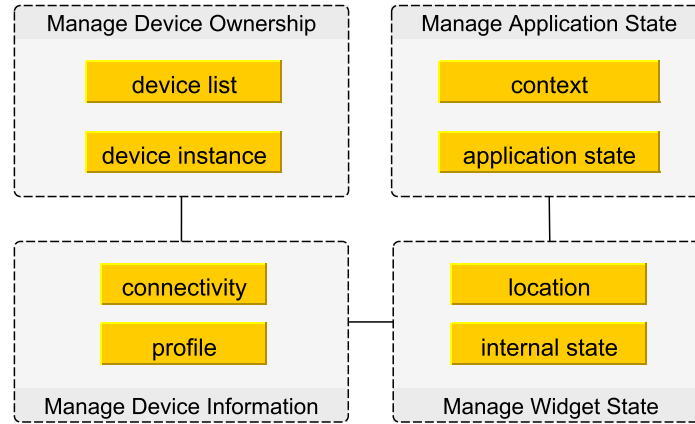 Manage Device Ownership
device list
device instance
Manage Application State
context
application state
connectivity
profile
Manage Device Information
location
internal state
Manage Widget State